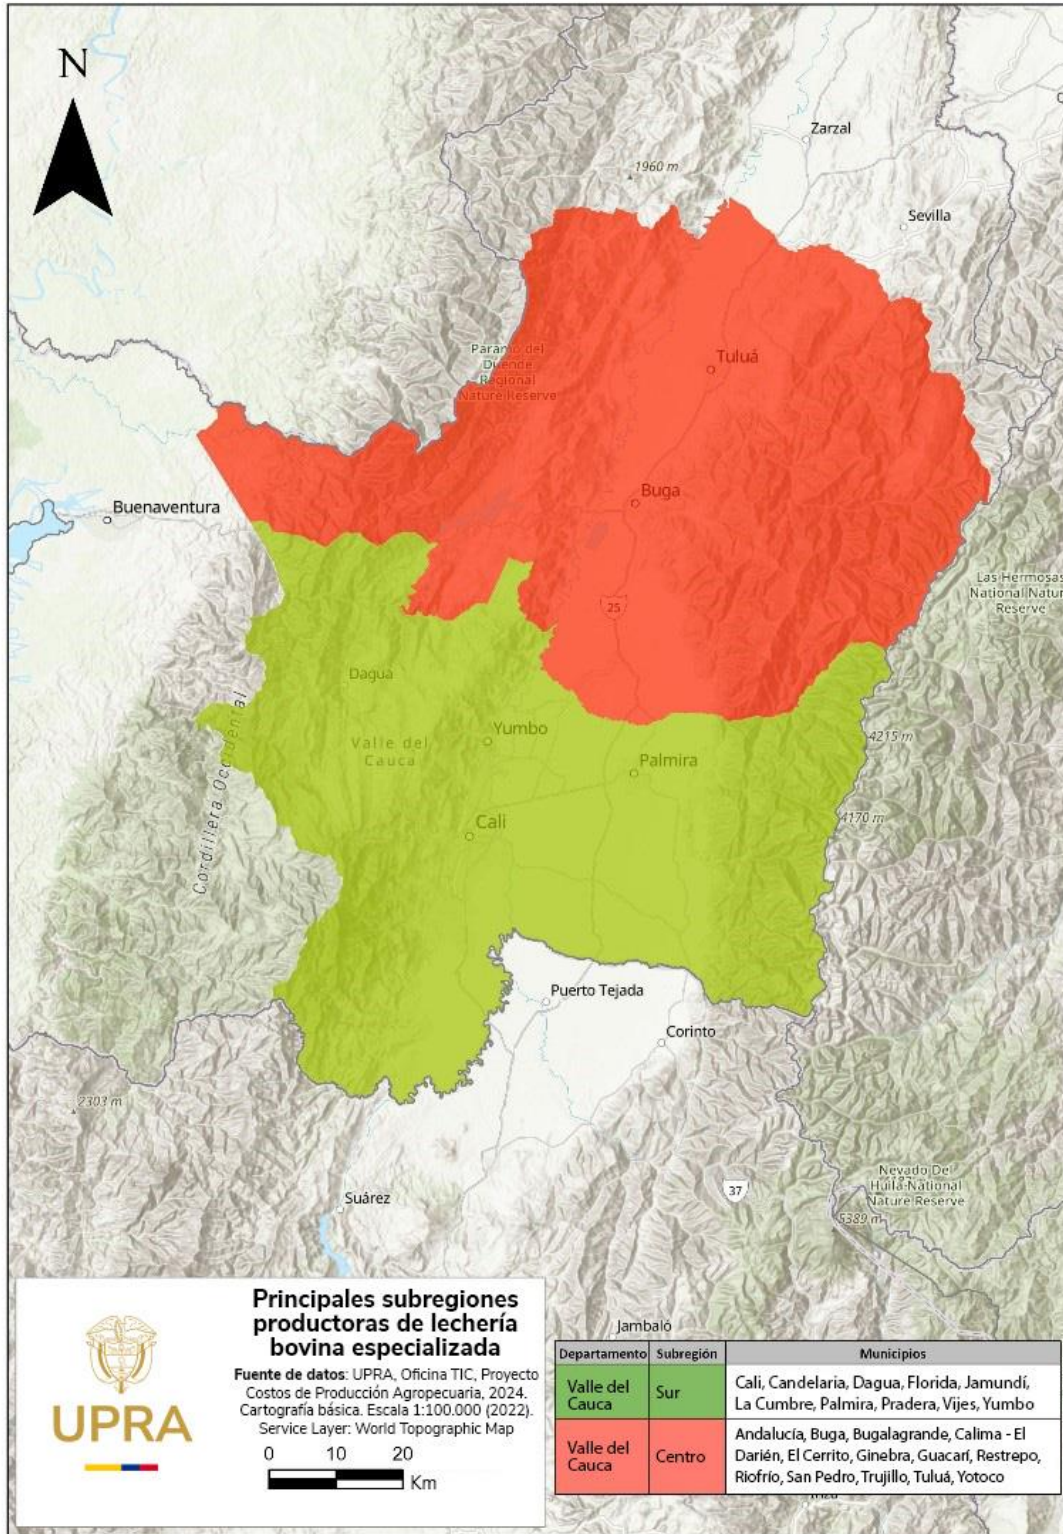 N
Zarzal
1960 m
Sevilla
Tuluá
Paramo del
Duende
Regional
Nature Reserve
Buga
Buenaventura
Las Hermosas
National Natur
Reserve
25
Dagua
Cordillera Occidental
Yumbo
Valle del
Cauca
4215 m
Palmira
4170 m
Cali
Puerto Tejada
Corinto
2303 m
Nevado Del
Huila National
Nature Reserve
37
Suárez
5389 m
Jambaló
Principales subregiones
productoras de lechería
bovina especializada
Fuente de datos: UPRA, Oficina TIC, Proyecto
Costos de Producción Agropecuaria, 2024.
Cartografía básica. Escala 1:100.000 (2022).
Service Layer: World Topographic Map
UPRA
0 10 20
Km
Departamento Subregión Municipios
Valle del
Cauca
Sur
Cali, Candelaria, Dagua, Florida, Jamundí,
La Cumbre, Palmira, Pradera, Vijes, Yumbo
Valle del
Cauca
Centro
Andalucía, Buga, Bugalagrande, Calima - El
Darién, El Cerrito, Ginebra, Guacarí, Restrepo,
Riofrío, San Pedro, Trujillo, Tuluá, Yotoco